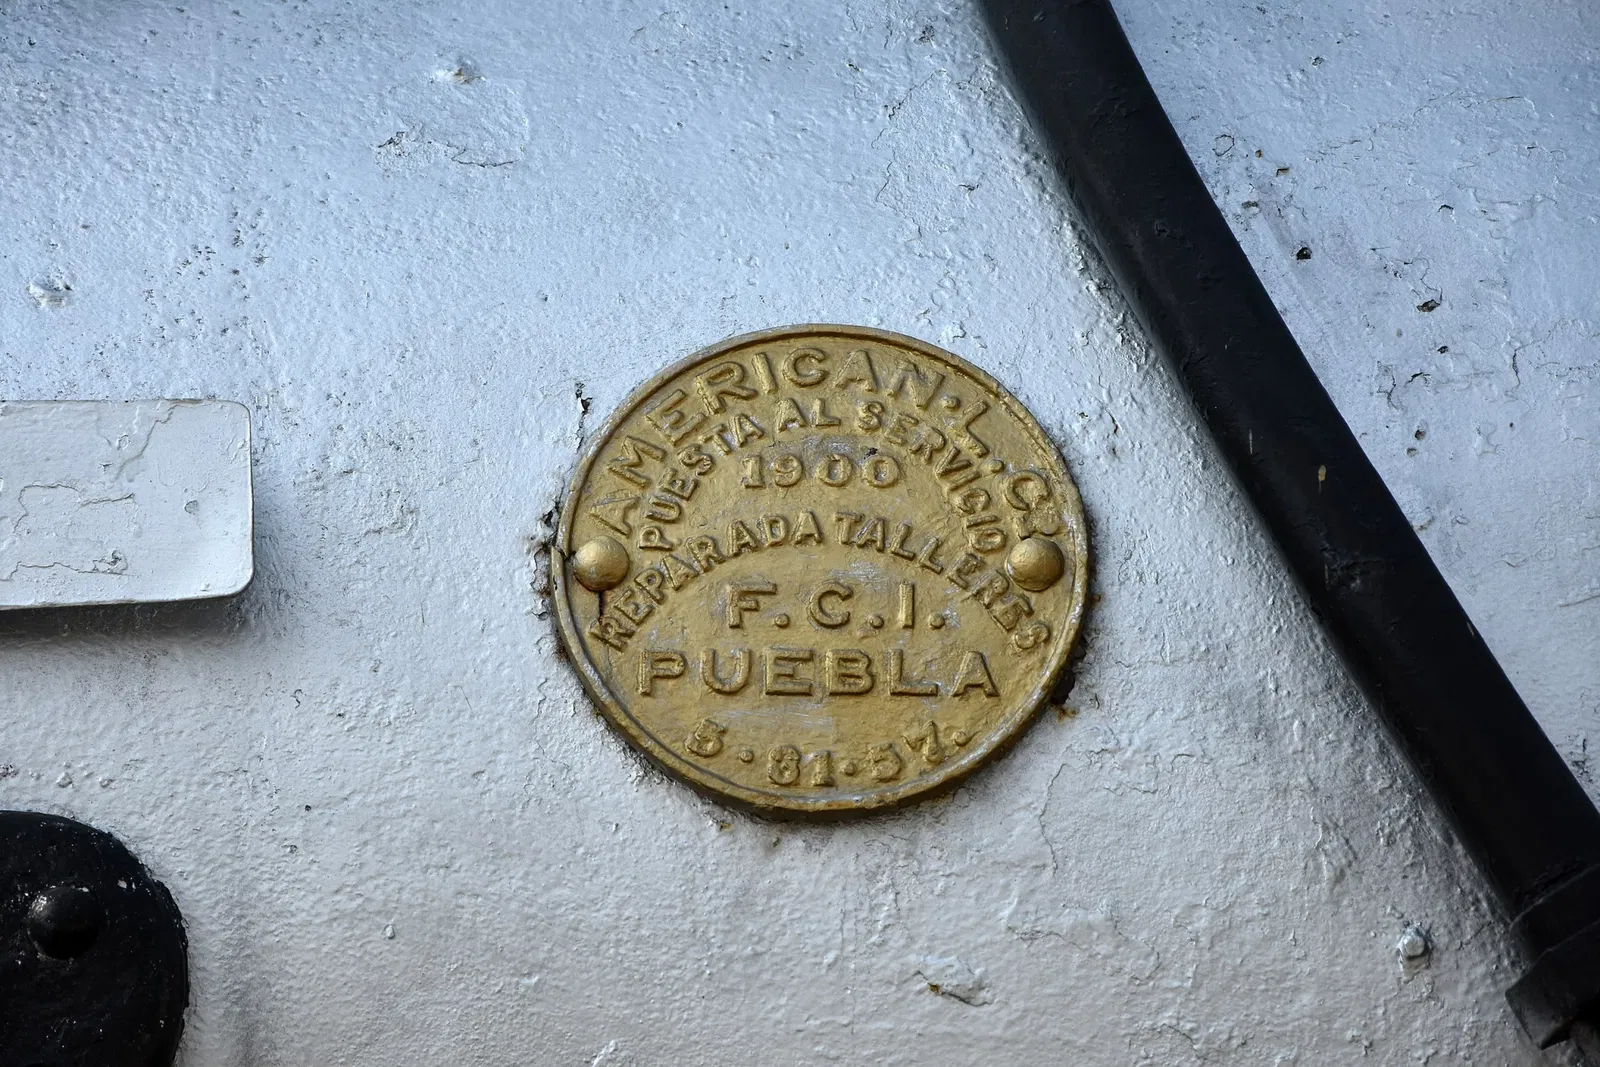 AMERICAN. L. Co
PUESTA AL SERVICIO
1900
REPARADA TALLERES
F.C.I.
PUEBLA
5.81.57.